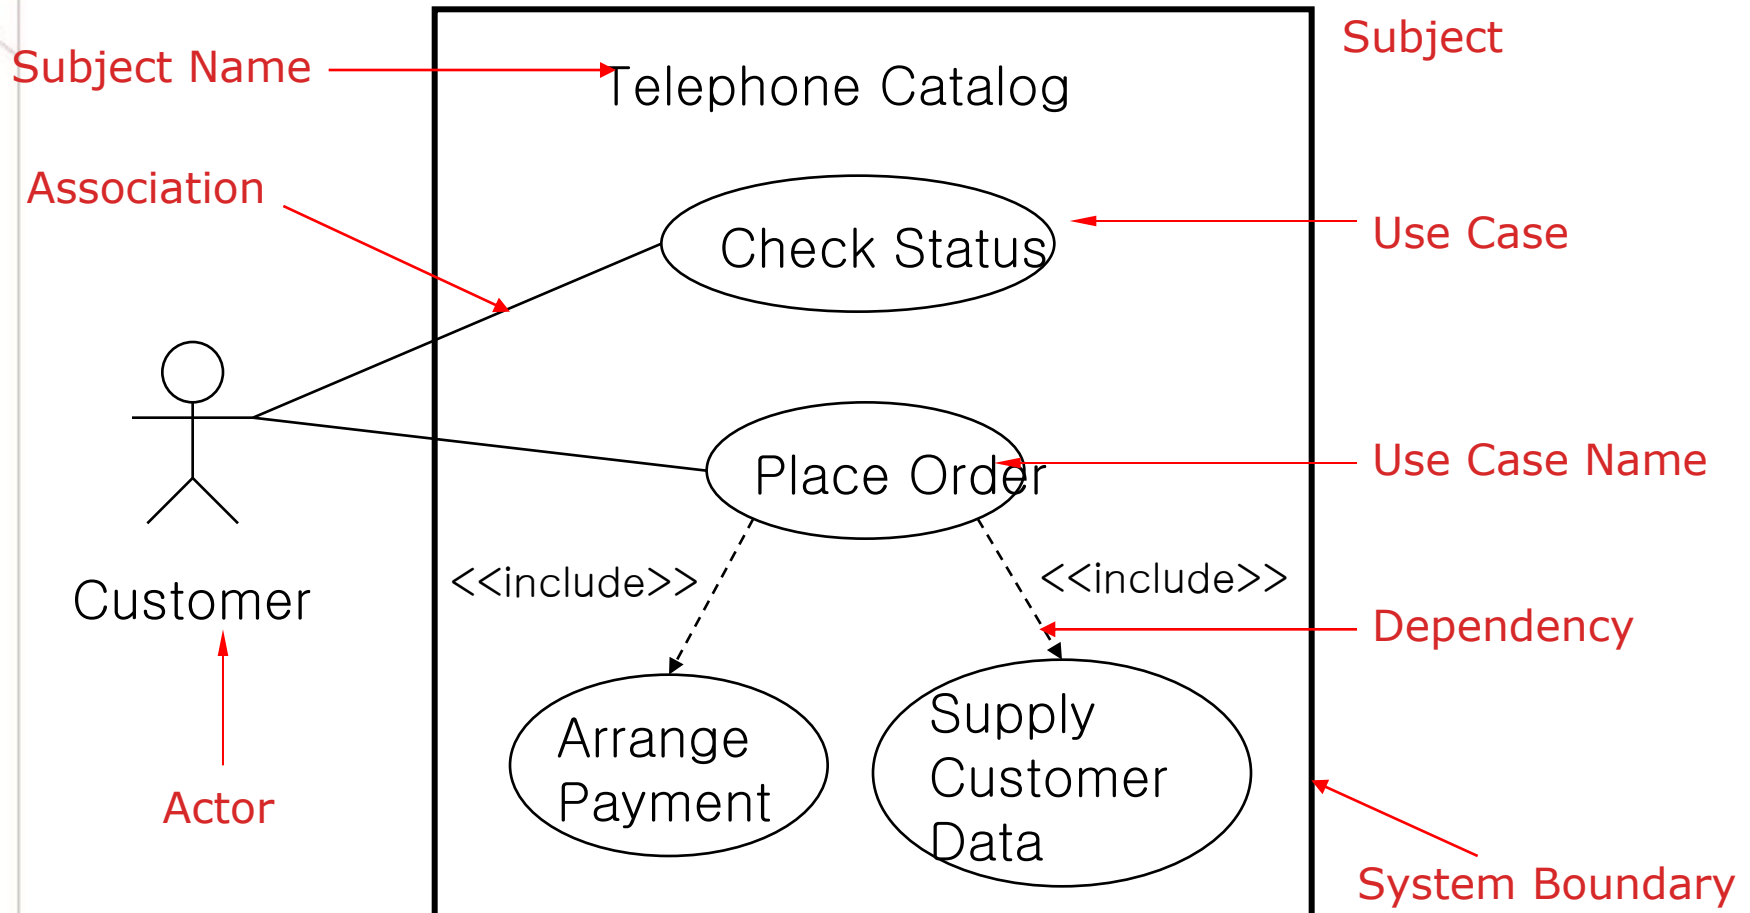 Subject
Subject Name
Telephone Catalog
Association
Check Status
Use Case
Place Order
Use Case Name
<<include>>
<<include>>
Customer
Dependency
Arrange
Payment
Supply
Customer
Data
Actor
System Boundary